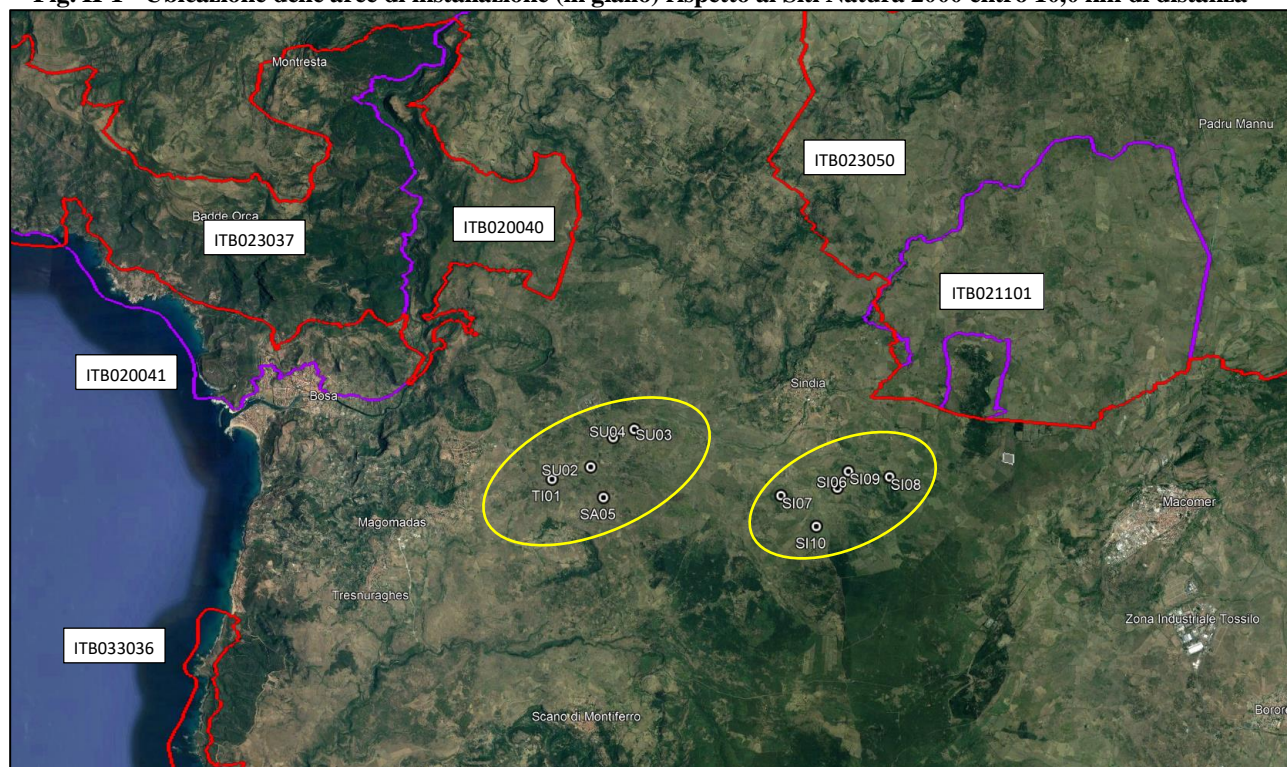 Montresta
Padru Mannu
ITB023050
Badde Orca
ITB020040
ITB023037
ITB021101
ITB020041
Sindia
Bosa
SU04
SU03
SU02
SI06
SI09
SI08
TI01
SI07
SA05
Macomer
Magomadas
SI10
Tresnuraghes
Zona Industriale Tossilo
ITB033036
Scano di Montiferro